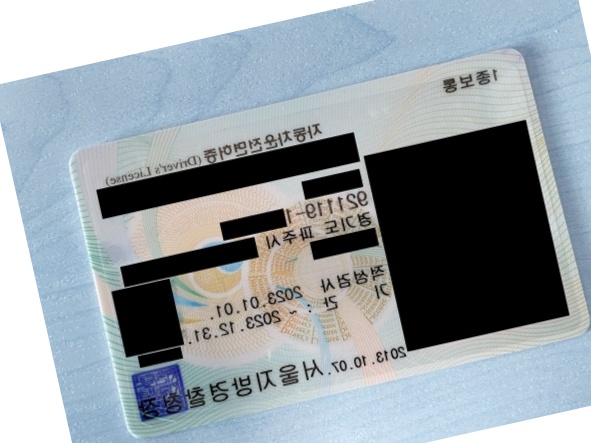 1종보통
자동차운전면허증 (Driver's License)
921119-1
경기도 파주시
적성검사 2023.01.01.
기 간 : ~ 2023.12.31.
2013.10.07. 서울지방경찰청장